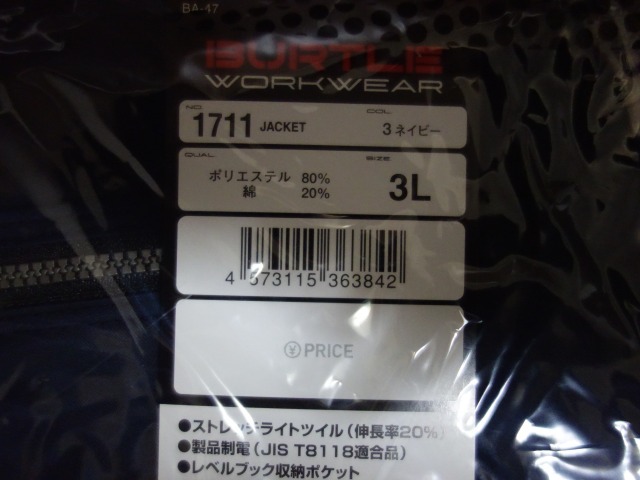 BA-47
BURTLE
WORKWEAR
NO.
1711 JACKET
COL.
3 ネイビー
QUAL.
ポリエステル 80%
綿 20%
SIZE
3L
4 573115 363842
¥ PRICE
●ストレッチライトツイル(伸長率20%)
●製品制電(JIS T8118適合品)
●レベルブック収納ポケット